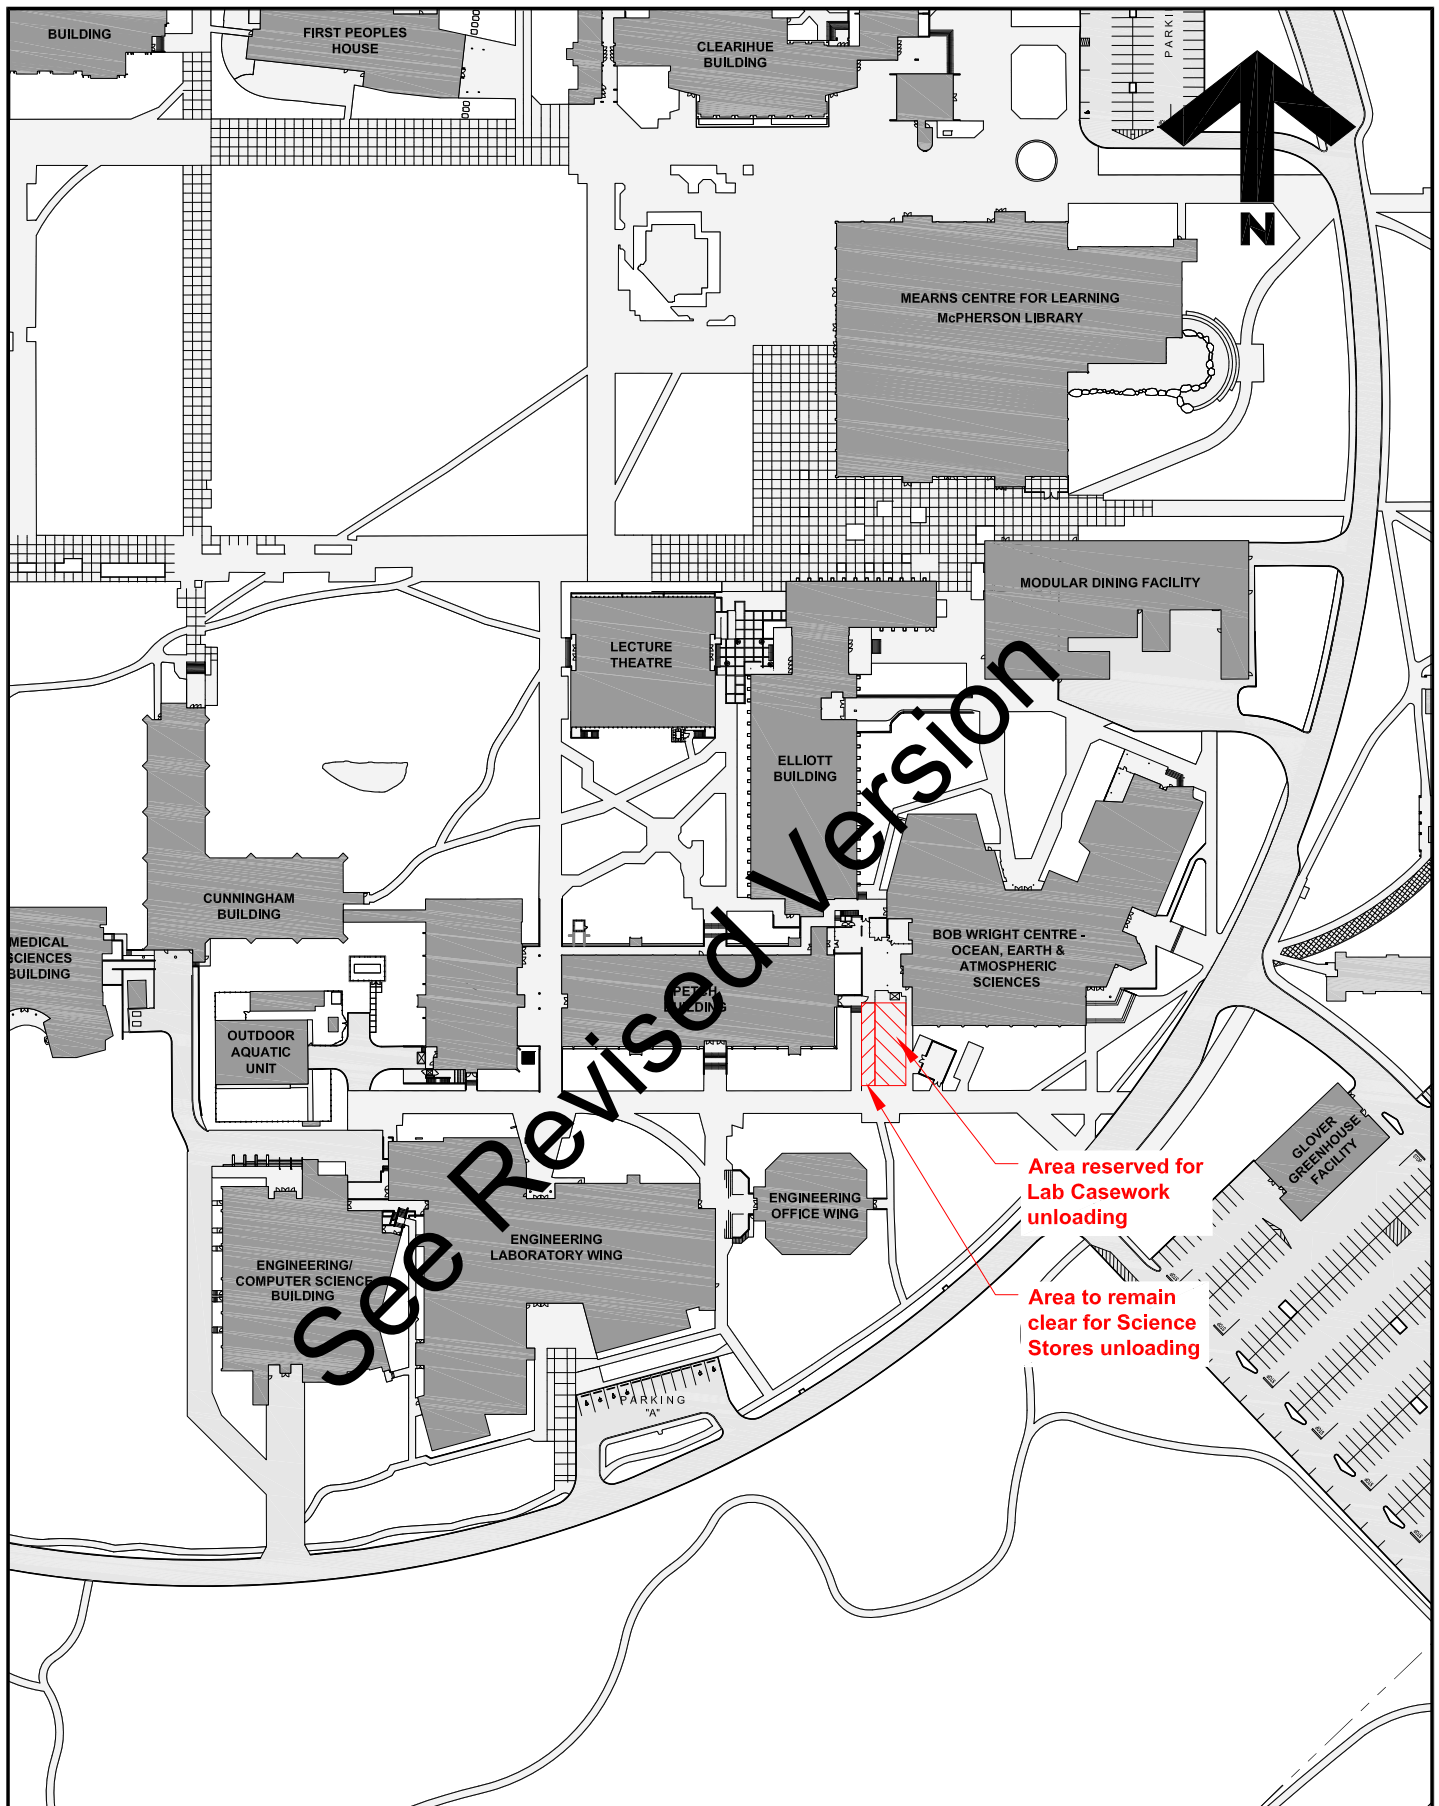 BUILDING
FIRST PEOPLES
HOUSE
CLEARIHUE
BUILDING
PARKI
N
MEARNS CENTRE FOR LEARNING
McPHERSON LIBRARY
MODULAR DINING FACILITY
LECTURE
THEATRE
ELLIOTT
BUILDING
CUNNINGHAM
BUILDING
MEDICAL
SCIENCES
BUILDING
BOB WRIGHT CENTRE -
OCEAN, EARTH &
ATMOSPHERIC
SCIENCES
PETCH
BUILDING
OUTDOOR
AQUATIC
UNIT
See Revised Version
GLOVER
GREENHOUSE
FACILITY
Area reserved for
Lab Casework
unloading
ENGINEERING
OFFICE WING
ENGINEERING
LABORATORY WING
ENGINEERING/
COMPUTER SCIENCE
BUILDING
Area to remain
clear for Science
Stores unloading
PARKING
"A"